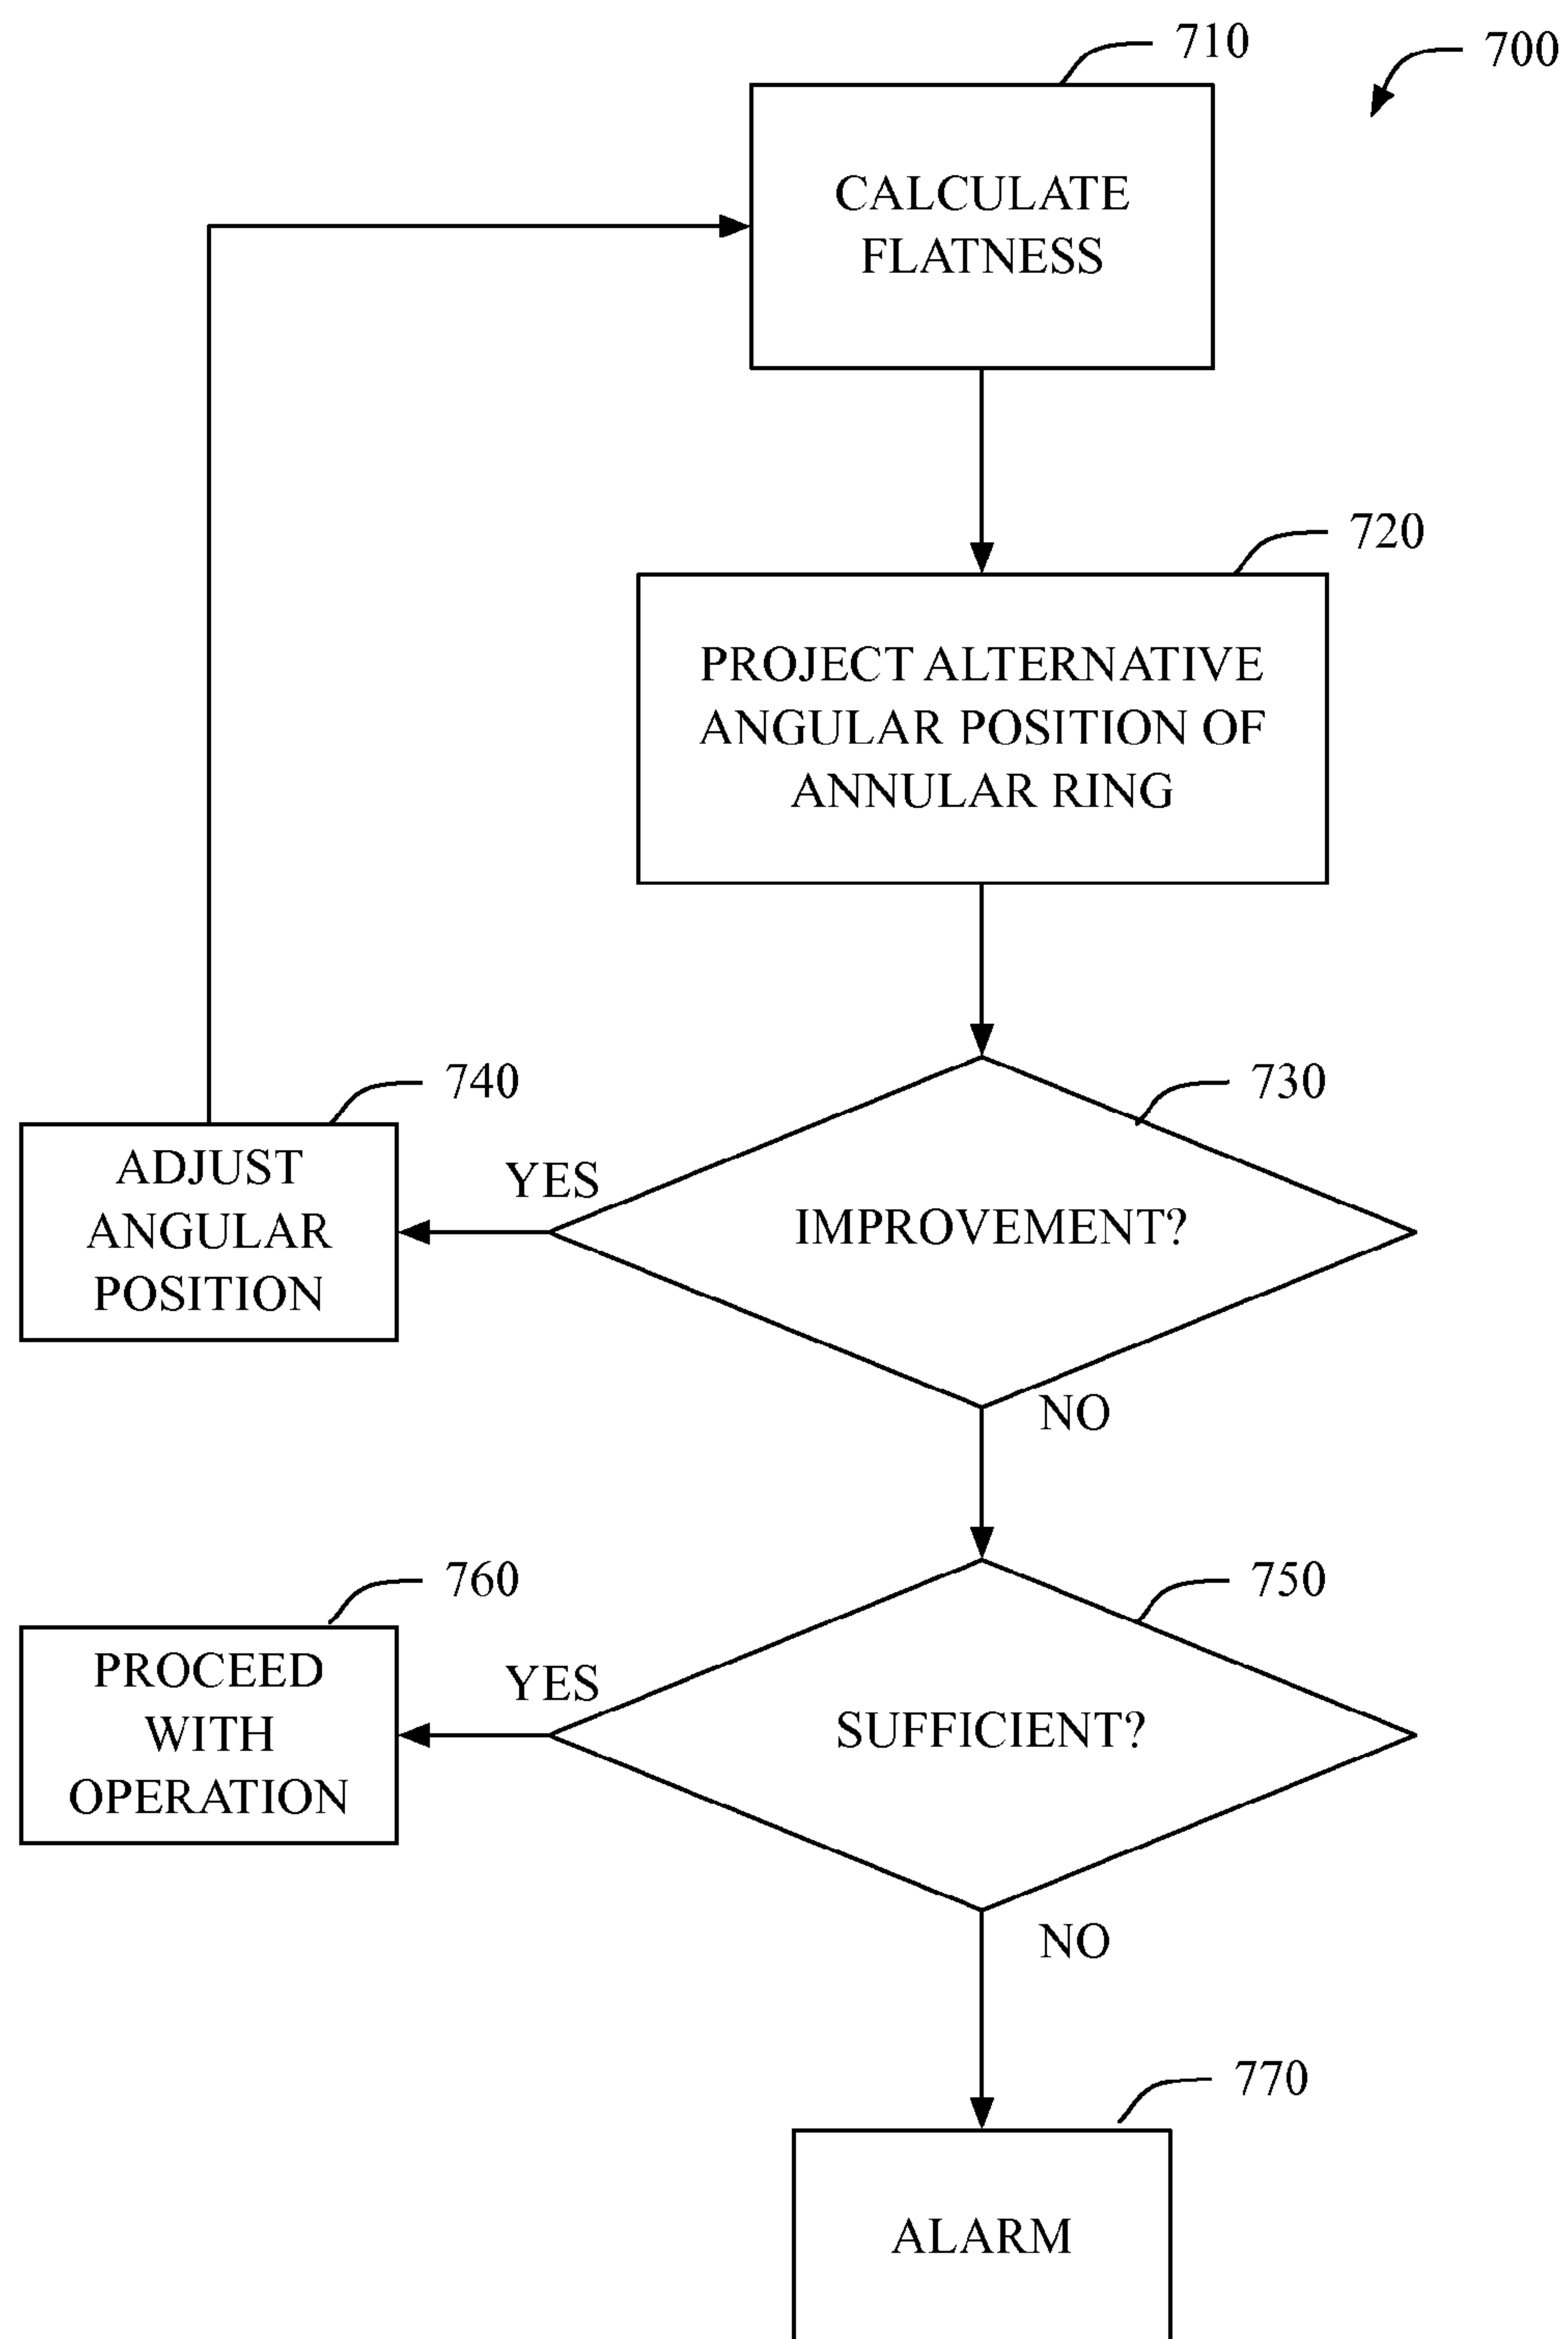 710
700
CALCULATE
FLATNESS
720
PROJECT ALTERNATIVE
ANGULAR POSITION OF
ANNULAR RING
740
730
ADJUST
ANGULAR
POSITION
YES
IMPROVEMENT?
NO
760
750
PROCEED
WITH
OPERATION
YES
SUFFICIENT?
NO
770
ALARM